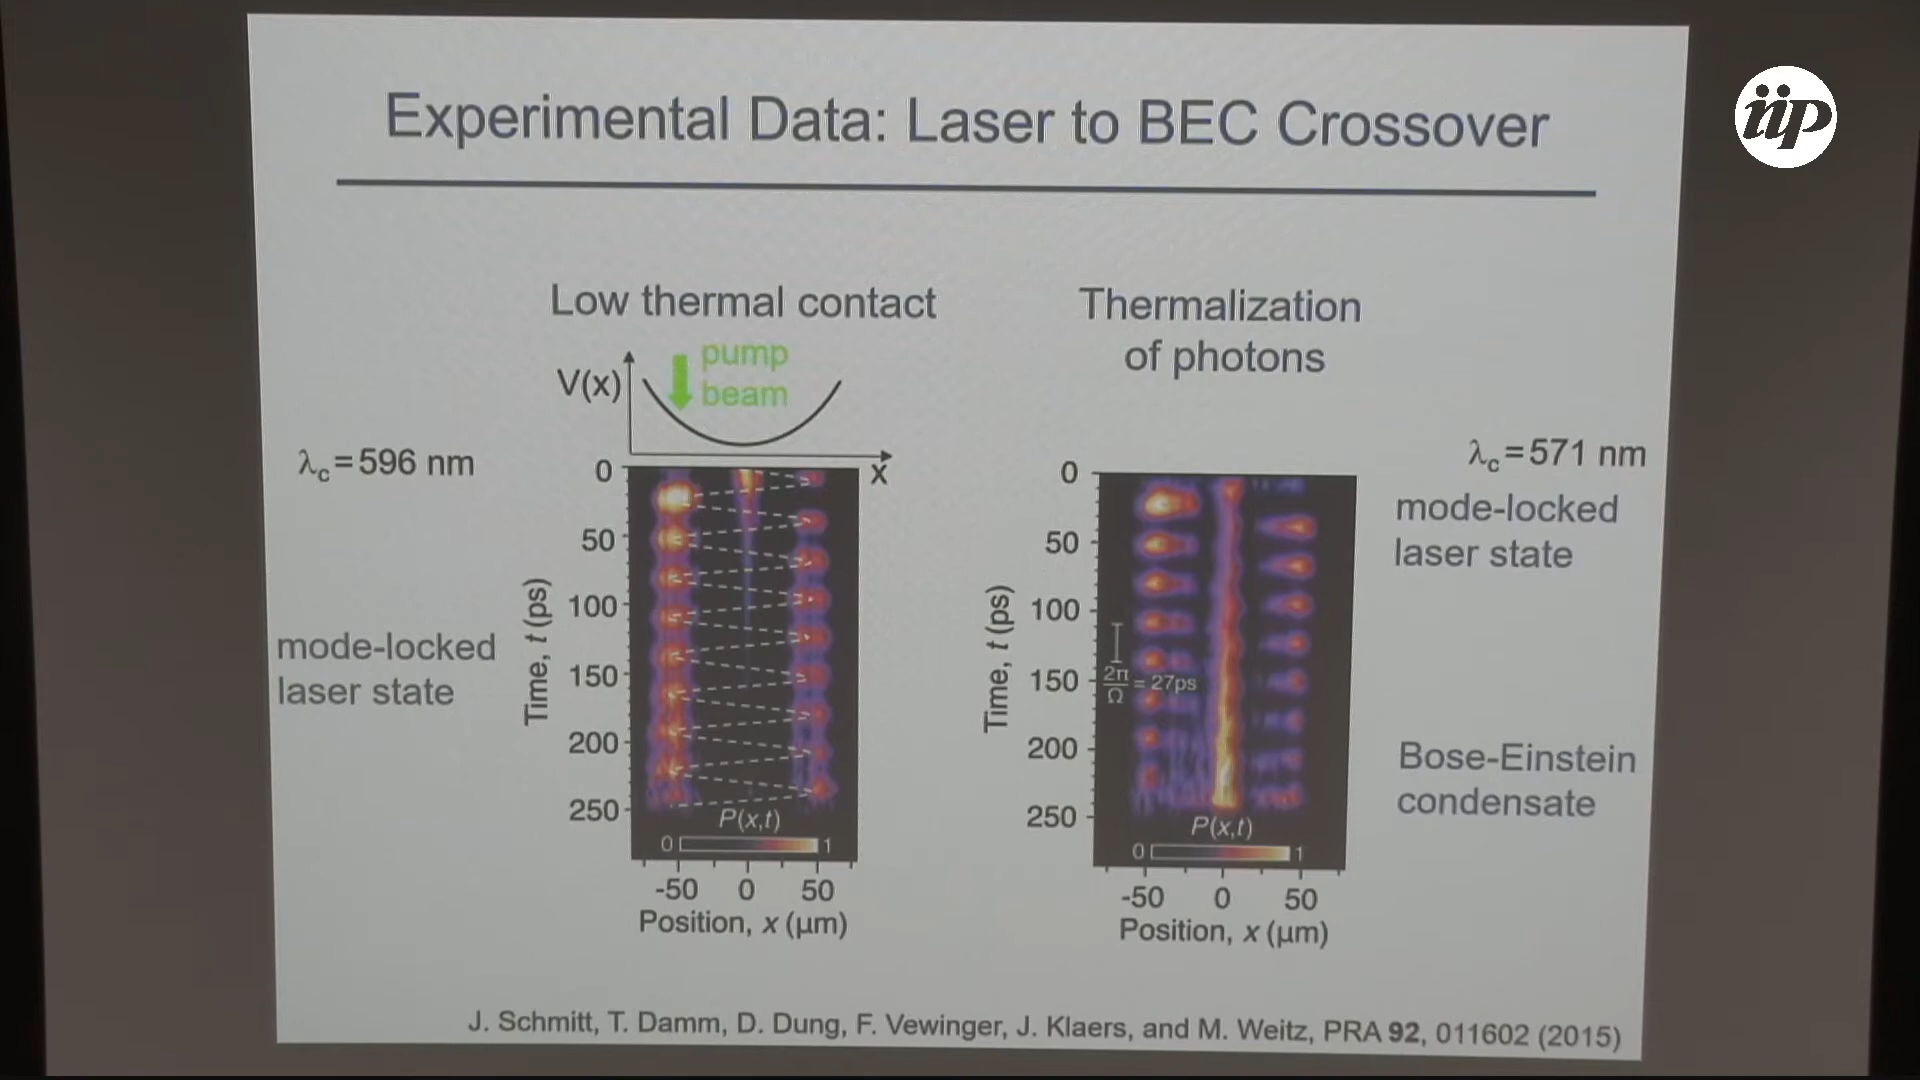 iip
Experimental Data: Laser to BEC Crossover
Low thermal contact
pump
beam
V(x)
x
λc=596 nm
mode-locked
laser state
Time, t (ps)
0
50
100
150
200
250
P(x,t)
0 1
-50 0 50
Position, x (μm)
Thermalization
of photons
λc=571 nm
mode-locked
laser state
Bose-Einstein
condensate
Time, t (ps)
0
50
100
150
200
250
2π/Ω = 27ps
P(x,t)
0 1
-50 0 50
Position, x (μm)
J. Schmitt, T. Damm, D. Dung, F. Vewinger, J. Klaers, and M. Weitz, PRA 92, 011602 (2015)